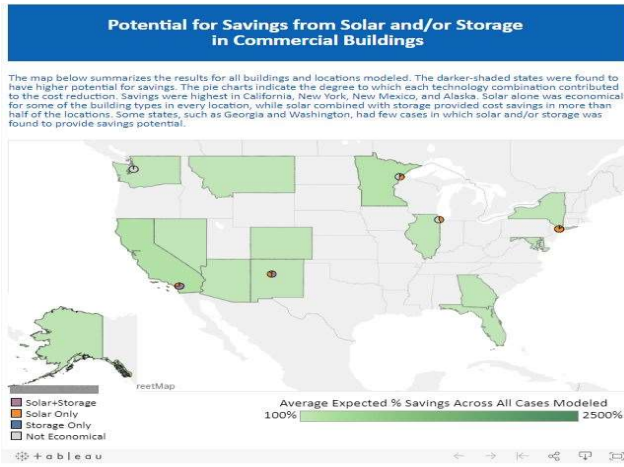 Potential for Savings from Solar and/or Storage
in Commercial Buildings
The map below summarizes the results for all buildings and locations modeled. The darker-shaded states were found to
have higher potential for savings. The pie charts indicate the degree to which each technology combination contributed
to the cost reduction. Savings were highest in California, New York, New Mexico, and Alaska. Solar alone was economical
for some of the building types in every location, while solar combined with storage provided cost savings in more than
half of the locations. Some states, such as Georgia and Washington, had few cases in which solar and/or storage was
found to provide savings potential.
reetMap
Solar+Storage
Solar Only
Storage Only
Not Economical
Average Expected % Savings Across All Cases Modeled
100% 2500%
+ableau